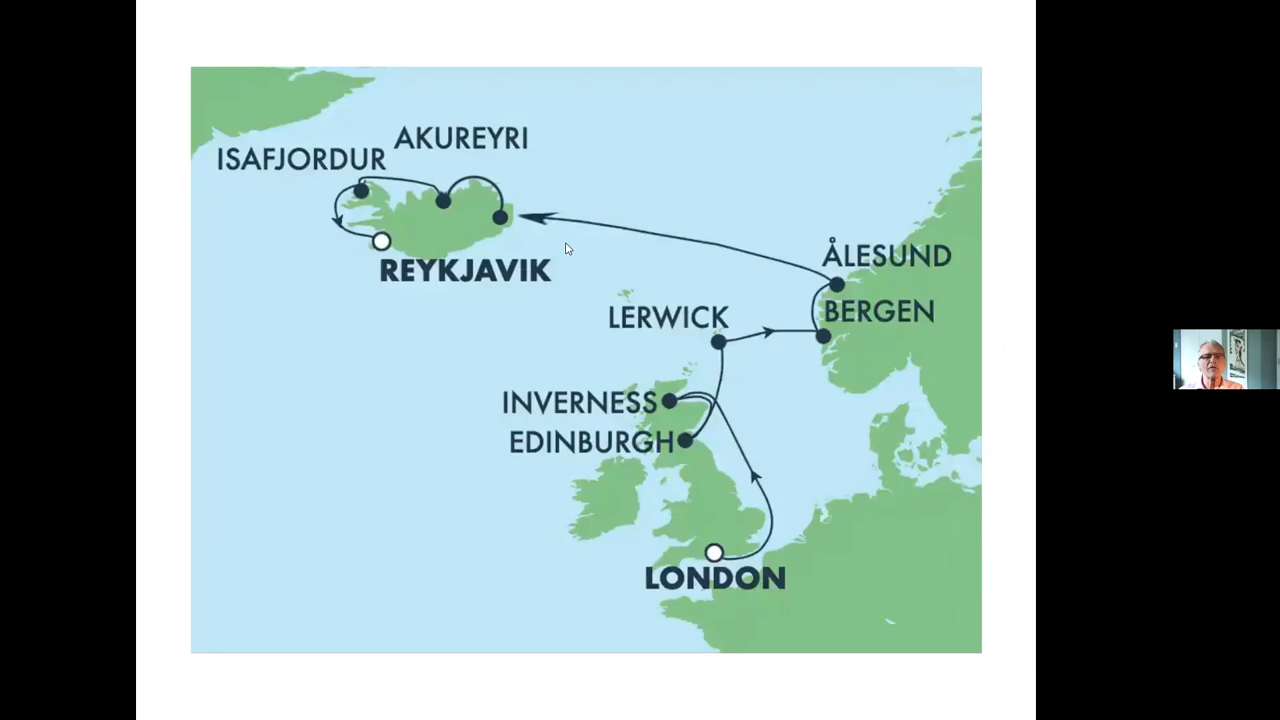 AKUREYRI
ISAFJORDUR
REYKJAVIK
ÅLESUND
BERGEN
LERWICK
INVERNESS
EDINBURGH
LONDON